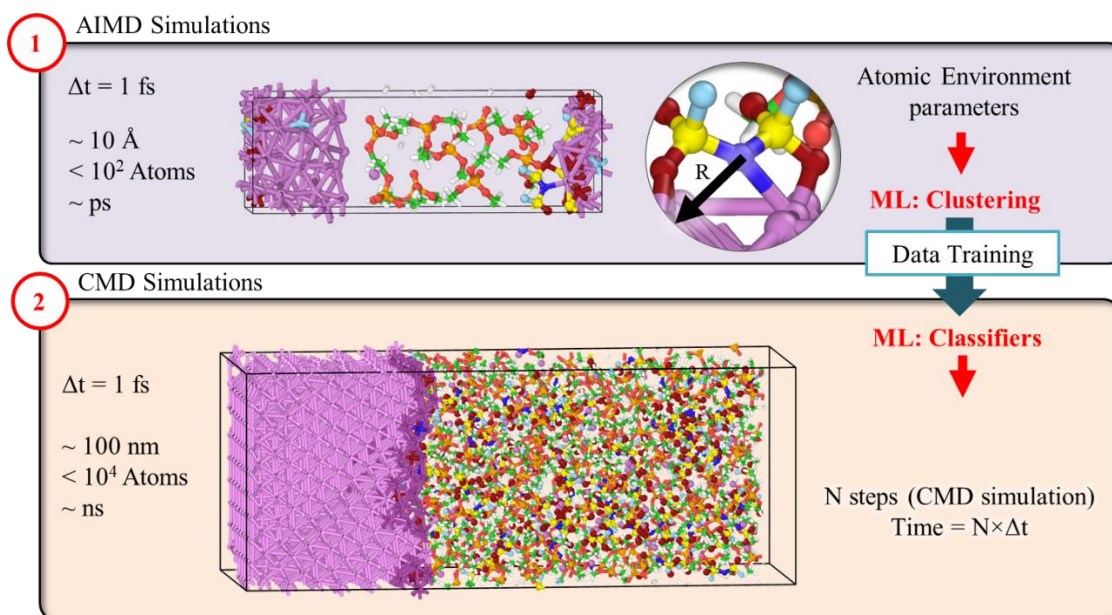 AIMD Simulations
1
Δt = 1 fs
~ 10 Å
< 10² Atoms
~ ps
R
Atomic Environment
parameters
ML: Clustering
Data Training
CMD Simulations
2
ML: Classifiers
Δt = 1 fs
~ 100 nm
< 10⁴ Atoms
~ ns
N steps (CMD simulation)
Time = N×Δt